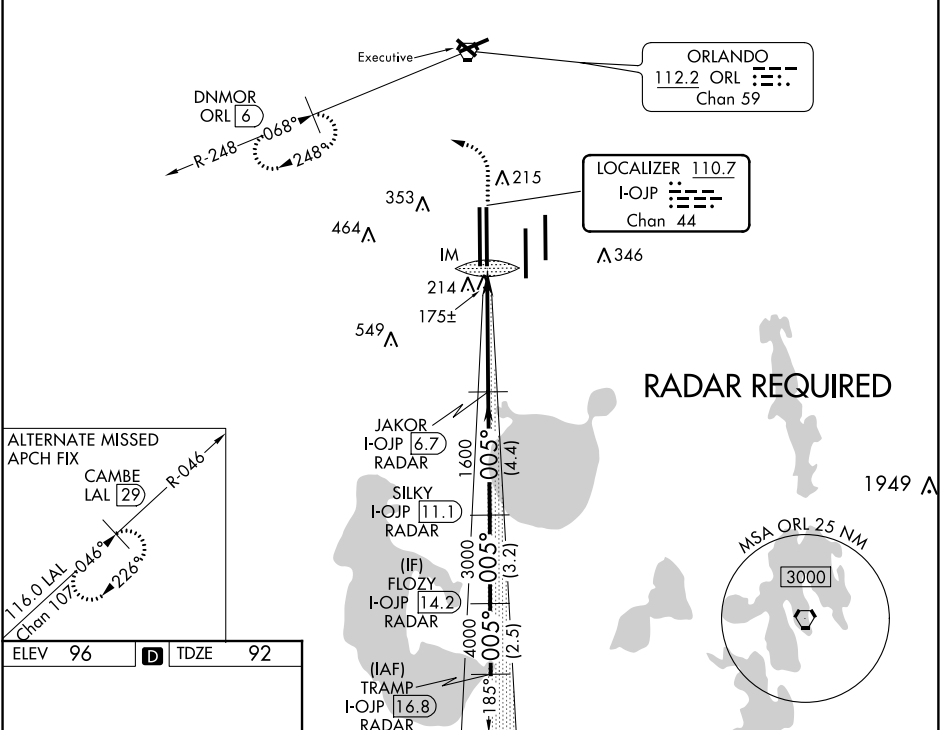 Executive
ORLANDO
112.2 ORL
Chan 59
DNMOR
ORL 6
R-248
068°
248°
LOCALIZER 110.7
I-OJP
Chan 44
215
353
464
IM
346
214
175±
549
RADAR REQUIRED
JAKOR
I-OJP 6.7
RADAR
1600
005°
(4.4)
ALTERNATE MISSED
APCH FIX
CAMBE
LAL 29
R-046
046°
226°
116.0 LAL
Chan 107
SILKY
I-OJP 11.1
RADAR
3000
005°
(3.2)
1949
MSA ORL 25 NM
3000
(IF)
FLOZY
I-OJP 14.2
RADAR
4000
005°
(2.5)
ELEV 96 D TDZE 92
(IAF)
TRAMP
I-OJP 16.8
RADAR
185°